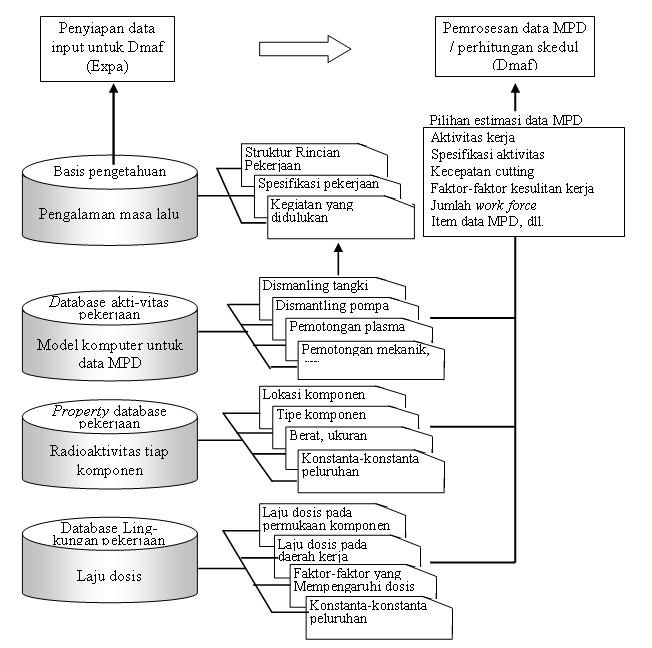 Penyiapan data
input untuk Dmaf
(Expa)
Pemrosesan data MPD
/ perhitungan skedul
(Dmaf)
Pilihan estimasi data MPD
Aktivitas kerja
Spesifikasi aktivitas
Kecepatan cutting
Faktor-faktor kesulitan kerja
Jumlah work force
Item data MPD, dll.
Basis pengetahuan
Pengalaman masa lalu
Struktur Rincian
Pekerjaan
Spesifikasi pekerjaan
Kegiatan yang
didulukan
Database akti-vitas
pekerjaan
Model komputer untuk
data MPD
Dismanling tangki
Dismantling pompa
Pemotongan plasma
Pemotongan mekanik,
Property database
pekerjaan
Radioaktivitas tiap
komponen
Lokasi komponen
Tipe komponen
Berat, ukuran
Konstanta-konstanta
peluruhan
Database Ling-
kungan pekerjaan
Laju dosis
Laju dosis pada
permukaan komponen
Laju dosis pada
daerah kerja
Faktor-faktor yang
Mempengaruhi dosis
Konstanta-konstanta
peluruhan